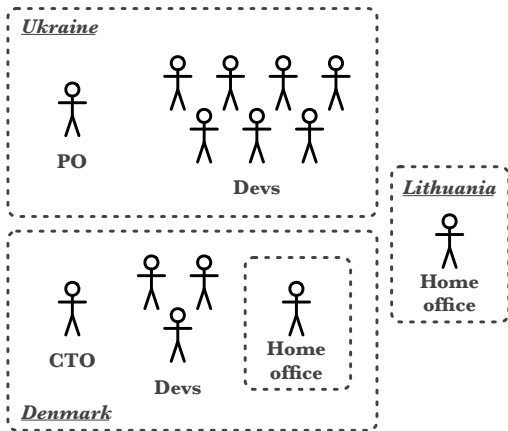 Ukraine
PO
Devs
Lithuania
Home
office
CTO
Devs
Home
office
Denmark